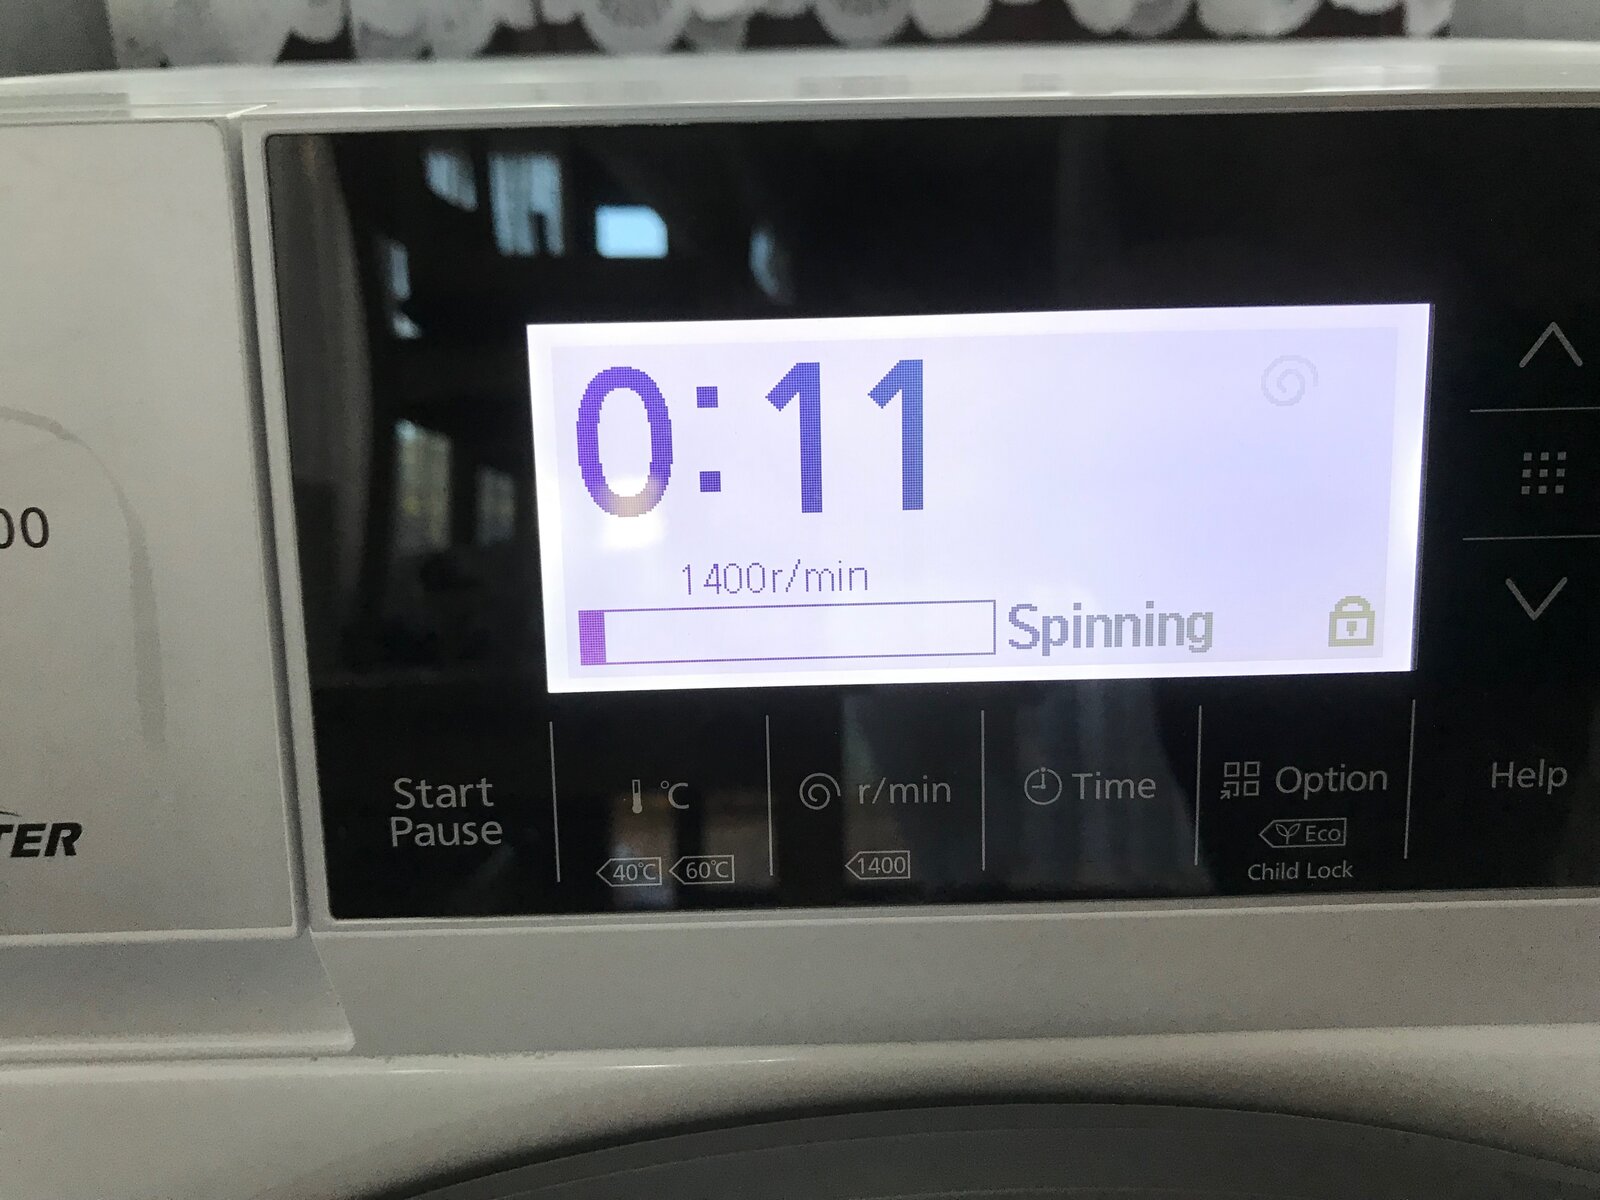 0:11
1400r/min
Spinning
00
TER
Start
Pause
°C
40℃ 60℃
r/min
1400
Time
Option
Eco
Child Lock
Help